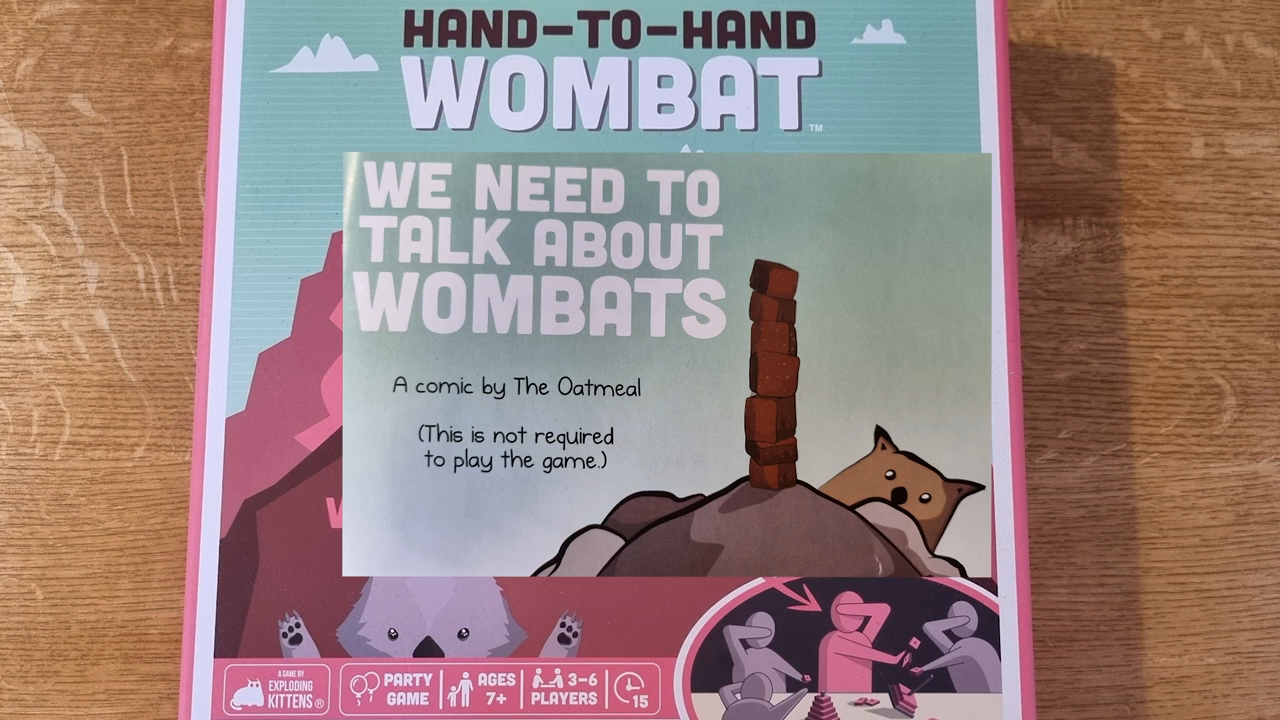 HAND-TO-HAND
WOMBAT
TM
WE NEED TO
TALK ABOUT
WOMBATS
A comic by The Oatmeal
(This is not required
to play the game.)
A GAME BY
EXPLODING
KITTENS®
PARTY
GAME
AGES
7+
3-6
PLAYERS
15